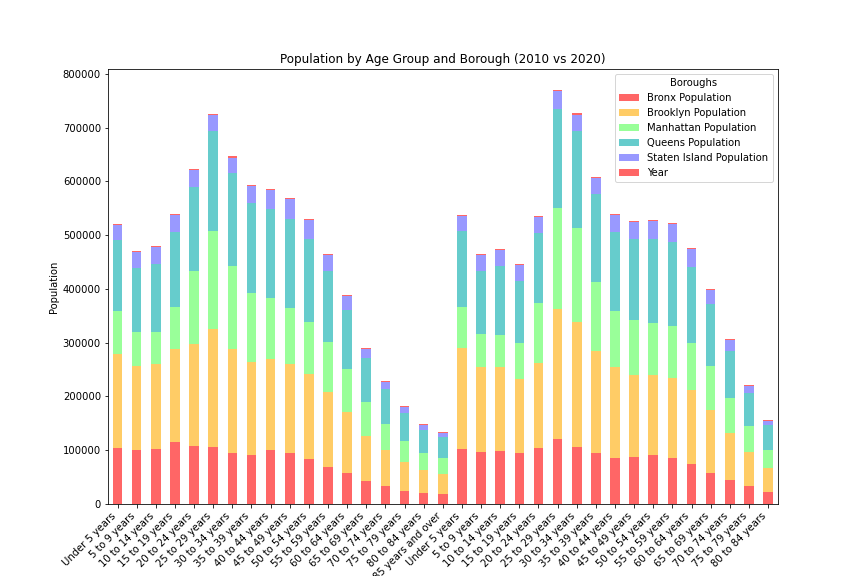 Population by Age Group and Borough (2010 vs 2020)
Boroughs
Bronx Population
Brooklyn Population
Manhattan Population
Queens Population
Staten Island Population
Year
Population
800000
700000
600000
500000
400000
300000
200000
100000
0
Under 5 years
5 to 9 years
10 to 14 years
15 to 19 years
20 to 24 years
25 to 29 years
30 to 34 years
35 to 39 years
40 to 44 years
45 to 49 years
50 to 54 years
55 to 59 years
60 to 64 years
65 to 69 years
70 to 74 years
75 to 79 years
80 to 84 years
85 years and over
Under 5 years
5 to 9 years
10 to 14 years
15 to 19 years
20 to 24 years
25 to 29 years
30 to 34 years
35 to 39 years
40 to 44 years
45 to 49 years
50 to 54 years
55 to 59 years
60 to 64 years
65 to 69 years
70 to 74 years
75 to 79 years
80 to 84 years